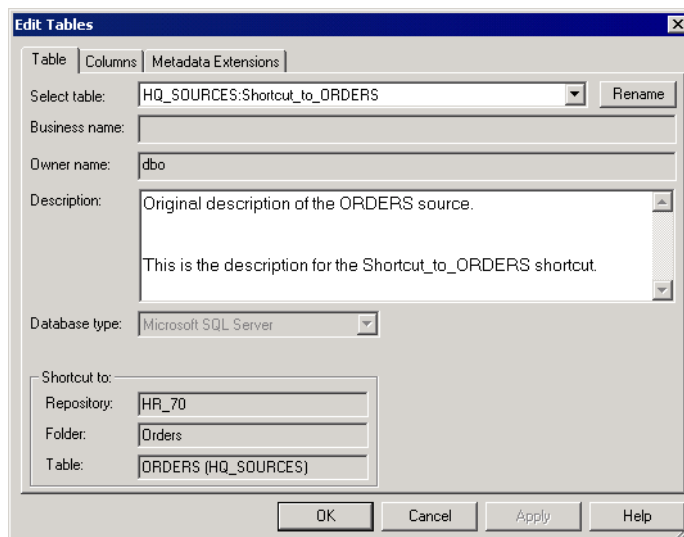 Edit Tables
Table Columns Metadata Extensions
Select table: HQ_SOURCES:Shortcut_to_ORDERS Rename
Business name:
Owner name: dbo
Description: Original description of the ORDERS source.
This is the description for the Shortcut_to_ORDERS shortcut.
Database type: Microsoft SQL Server
Shortcut to:
Repository: HR_70
Folder: Orders
Table: ORDERS (HQ_SOURCES)
OK Cancel Apply Help